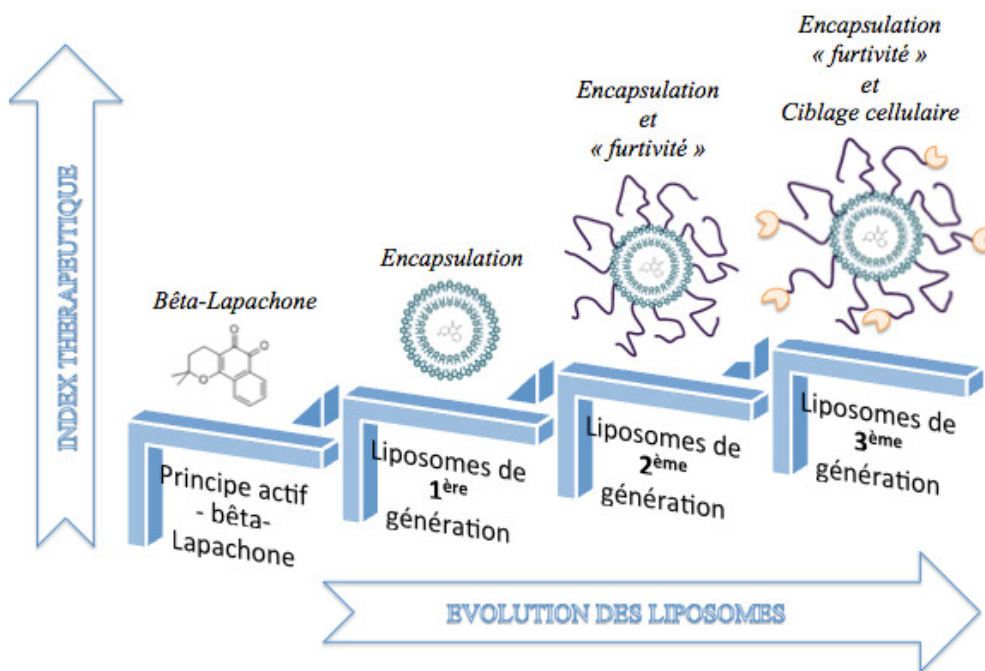 Encapsulation
« furtivité »
et
Ciblage cellulaire
Encapsulation
et
« furtivité »
Encapsulation
Bêta-Lapachone
INDEX THERAPEUTIQUE
Principe actif
- bêta-
Lapachone
Liposomes de
1ère
génération
Liposomes de
2ème
génération
Liposomes de
3ème
génération
EVOLUTION DES LIPOSOMES